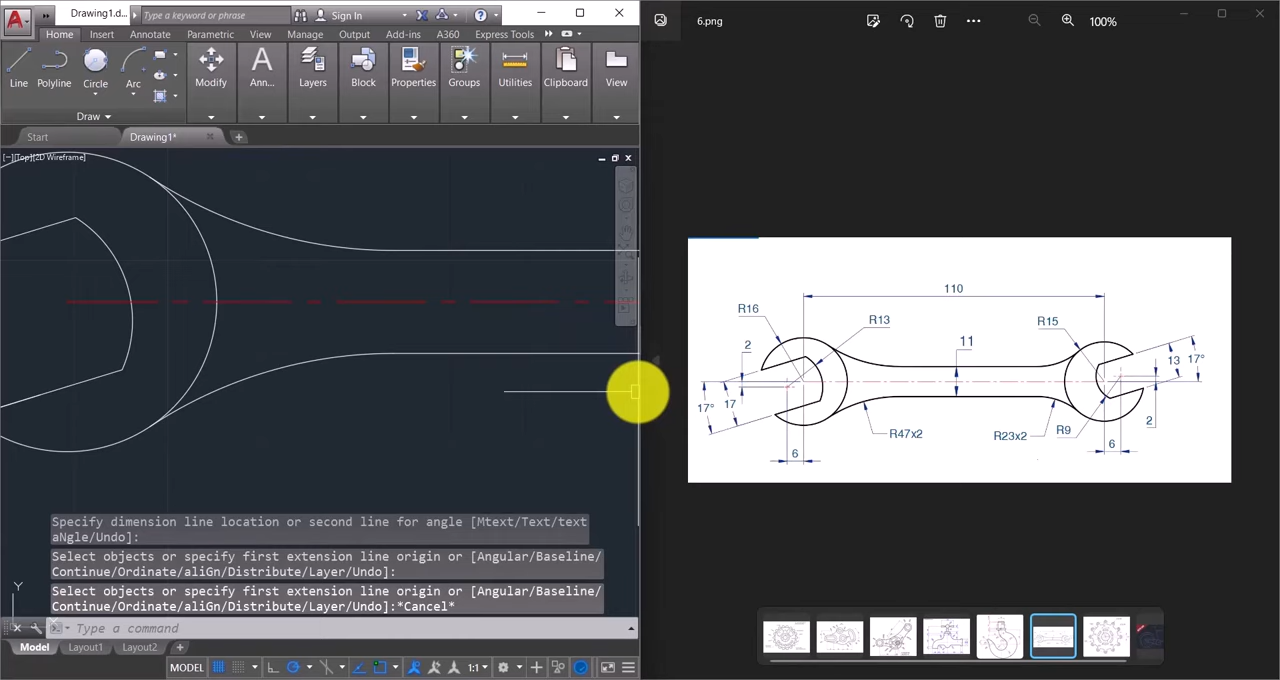 Drawing1.d...
Type a keyword or phrase
Sign In
6.png
100%
Home Insert Annotate Parametric View Manage Output Add-ins A360 Express Tools
Line Polyline Circle Arc Modify Ann... Layers Block Properties Groups Utilities Clipboard View
Draw
Start Drawing1*
[−][Top][2D Wireframe]
110
R16
R13
R15
11
2
13
17°
17°
17
R47x2
R23x2
R9
2
6
6
Specify dimension line location or second line for angle [Mtext/Text/text
aNgle/Undo]:
Select objects or specify first extension line origin or [Angular/Baseline/
Continue/Ordinate/aliGn/Distribute/Layer/Undo]:
Select objects or specify first extension line origin or [Angular/Baseline/
Continue/Ordinate/aliGn/Distribute/Layer/Undo]:*Cancel*
Y
Type a command
Model Layout1 Layout2
MODEL 1:1